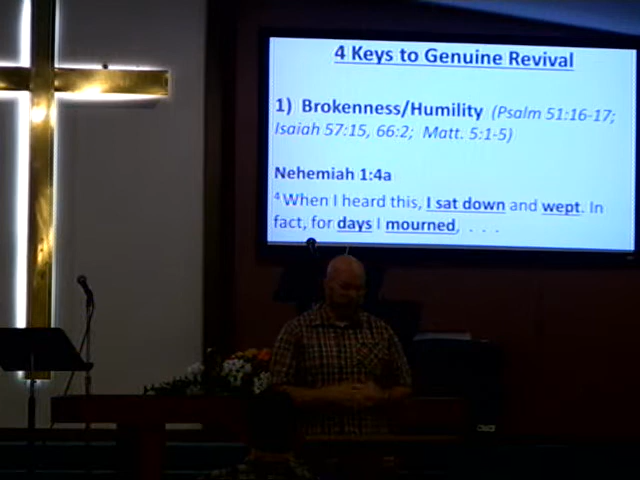 4 Keys to Genuine Revival
1) Brokenness/Humility (Psalm 51:16-17;
Isaiah 57:15, 66:2; Matt. 5:1-5)
Nehemiah 1:4a
4 When I heard this, I sat down and wept. In
fact, for days I mourned, . . .